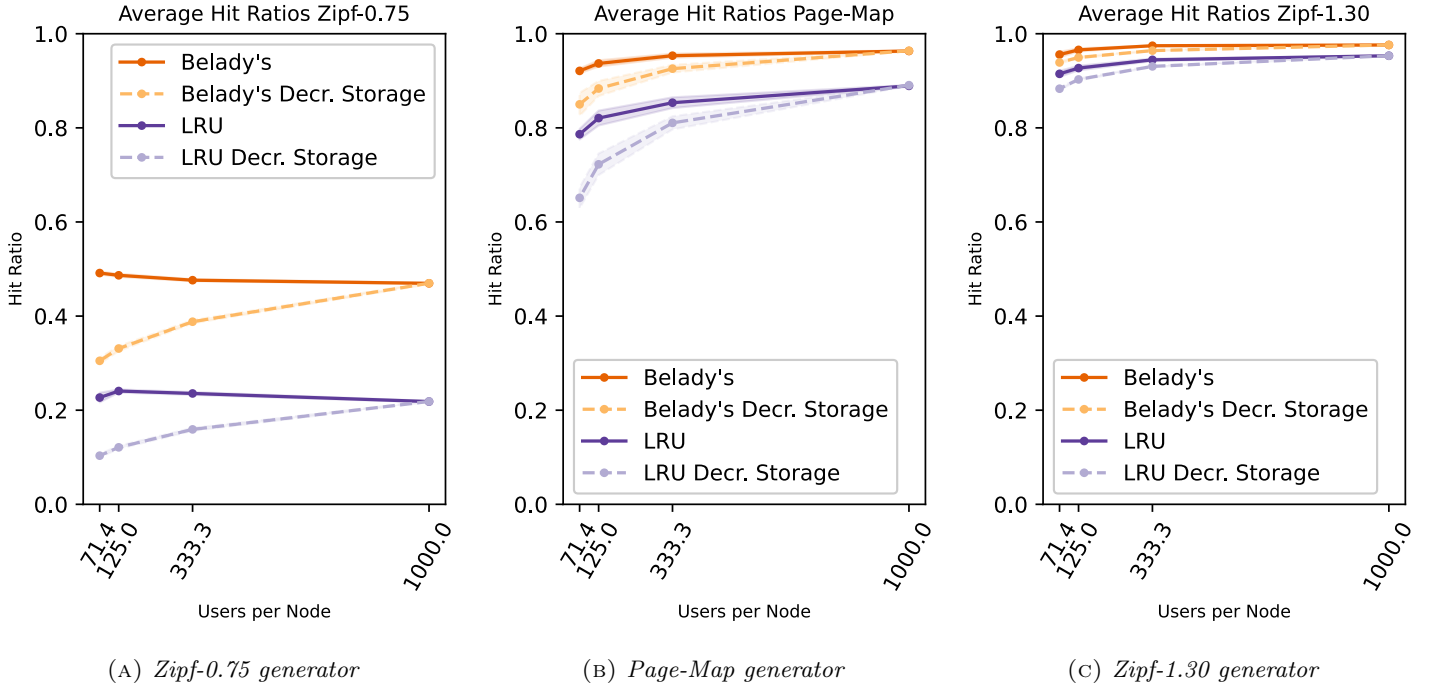 Average Hit Ratios Zipf-0.75
1.0
0.8
0.6
0.4
0.2
0.0
Hit Ratio
Belady's
Belady's Decr. Storage
LRU
LRU Decr. Storage
71.4
125.0
333.3
1000.0
Users per Node
(A) Zipf-0.75 generator
Average Hit Ratios Page-Map
1.0
0.8
0.6
0.4
0.2
0.0
Hit Ratio
Belady's
Belady's Decr. Storage
LRU
LRU Decr. Storage
71.4
125.0
333.3
1000.0
Users per Node
(B) Page-Map generator
Average Hit Ratios Zipf-1.30
1.0
0.8
0.6
0.4
0.2
0.0
Hit Ratio
Belady's
Belady's Decr. Storage
LRU
LRU Decr. Storage
71.4
125.0
333.3
1000.0
Users per Node
(C) Zipf-1.30 generator